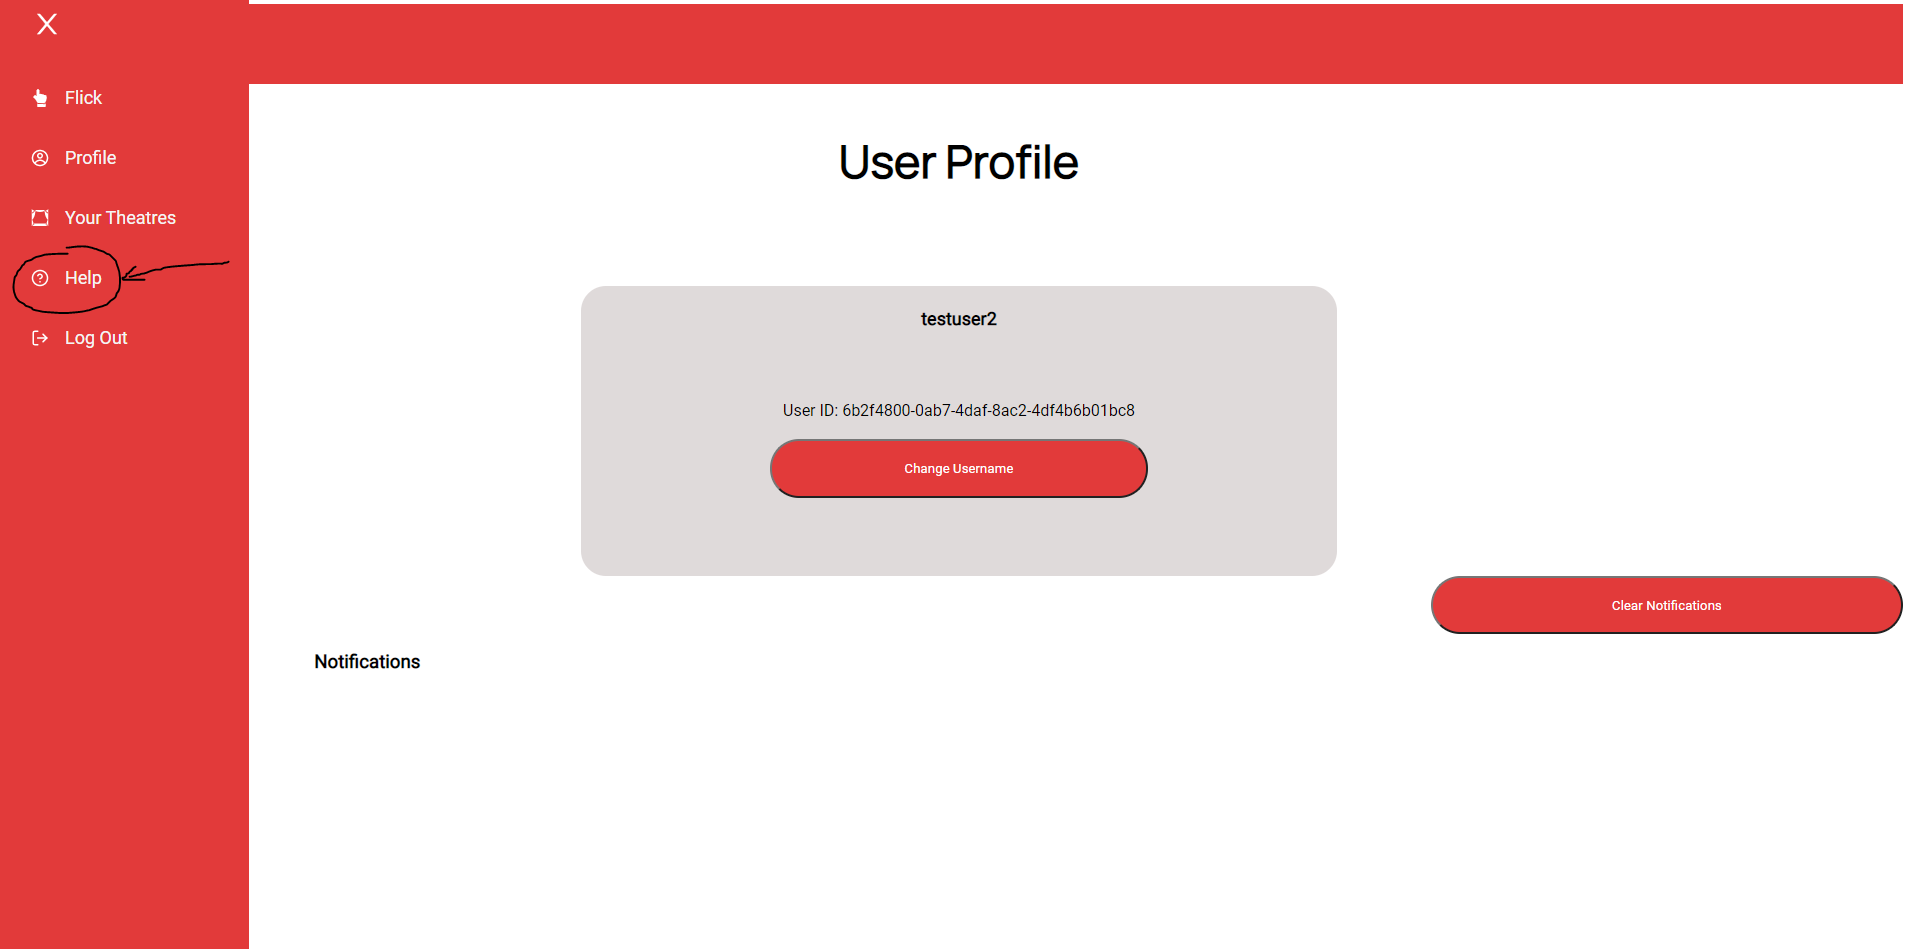 X
Flick
Profile
Your Theatres
Help
Log Out
User Profile
testuser2
User ID: 6b2f4800-0ab7-4daf-8ac2-4df4b6b01bc8
Change Username
Clear Notifications
Notifications